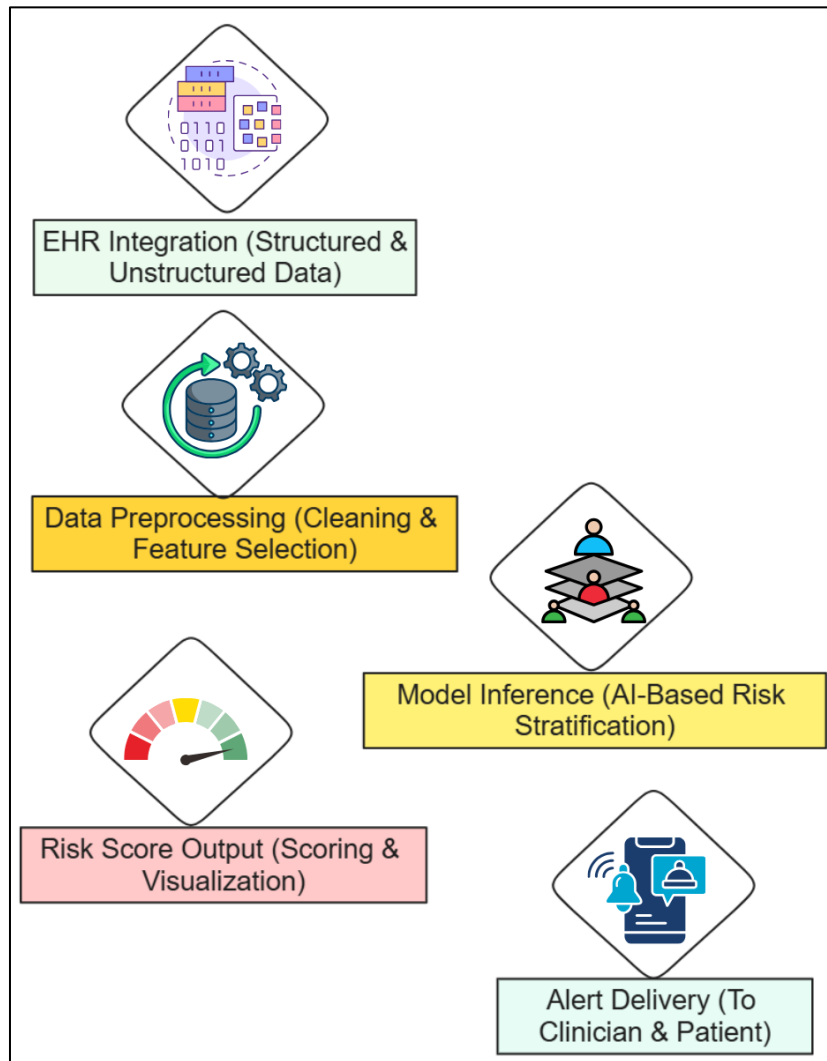 0110
1010
1010
EHR Integration (Structured &
Unstructured Data)
Data Preprocessing (Cleaning &
Feature Selection)
Model Inference (AI-Based Risk
Stratification)
Risk Score Output (Scoring &
Visualization)
Alert Delivery (To
Clinician & Patient)